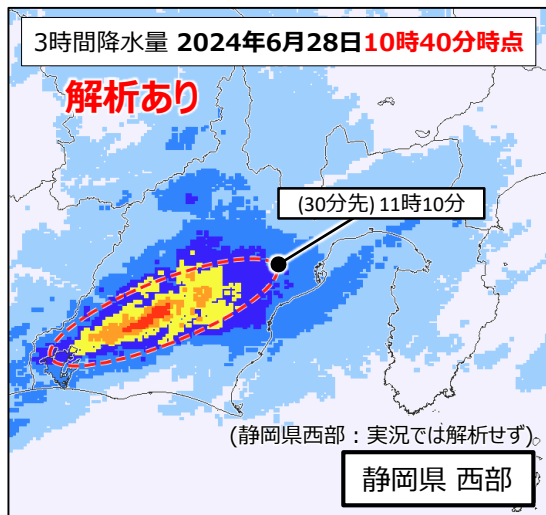 3時間降水量 2024年6月28日10時40分時点
解析あり
(30分先) 11時10分
(静岡県西部：実況では解析せず)
静岡県 西部